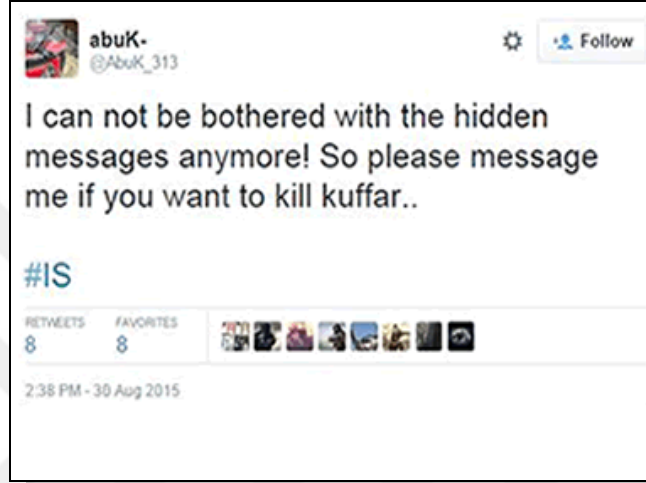 abuK-
@AbuK_313
Follow
I can not be bothered with the hidden
messages anymore! So please message
me if you want to kill kuffar..
#IS
RETWEETS FAVORITES
8 8
2:38 PM - 30 Aug 2015